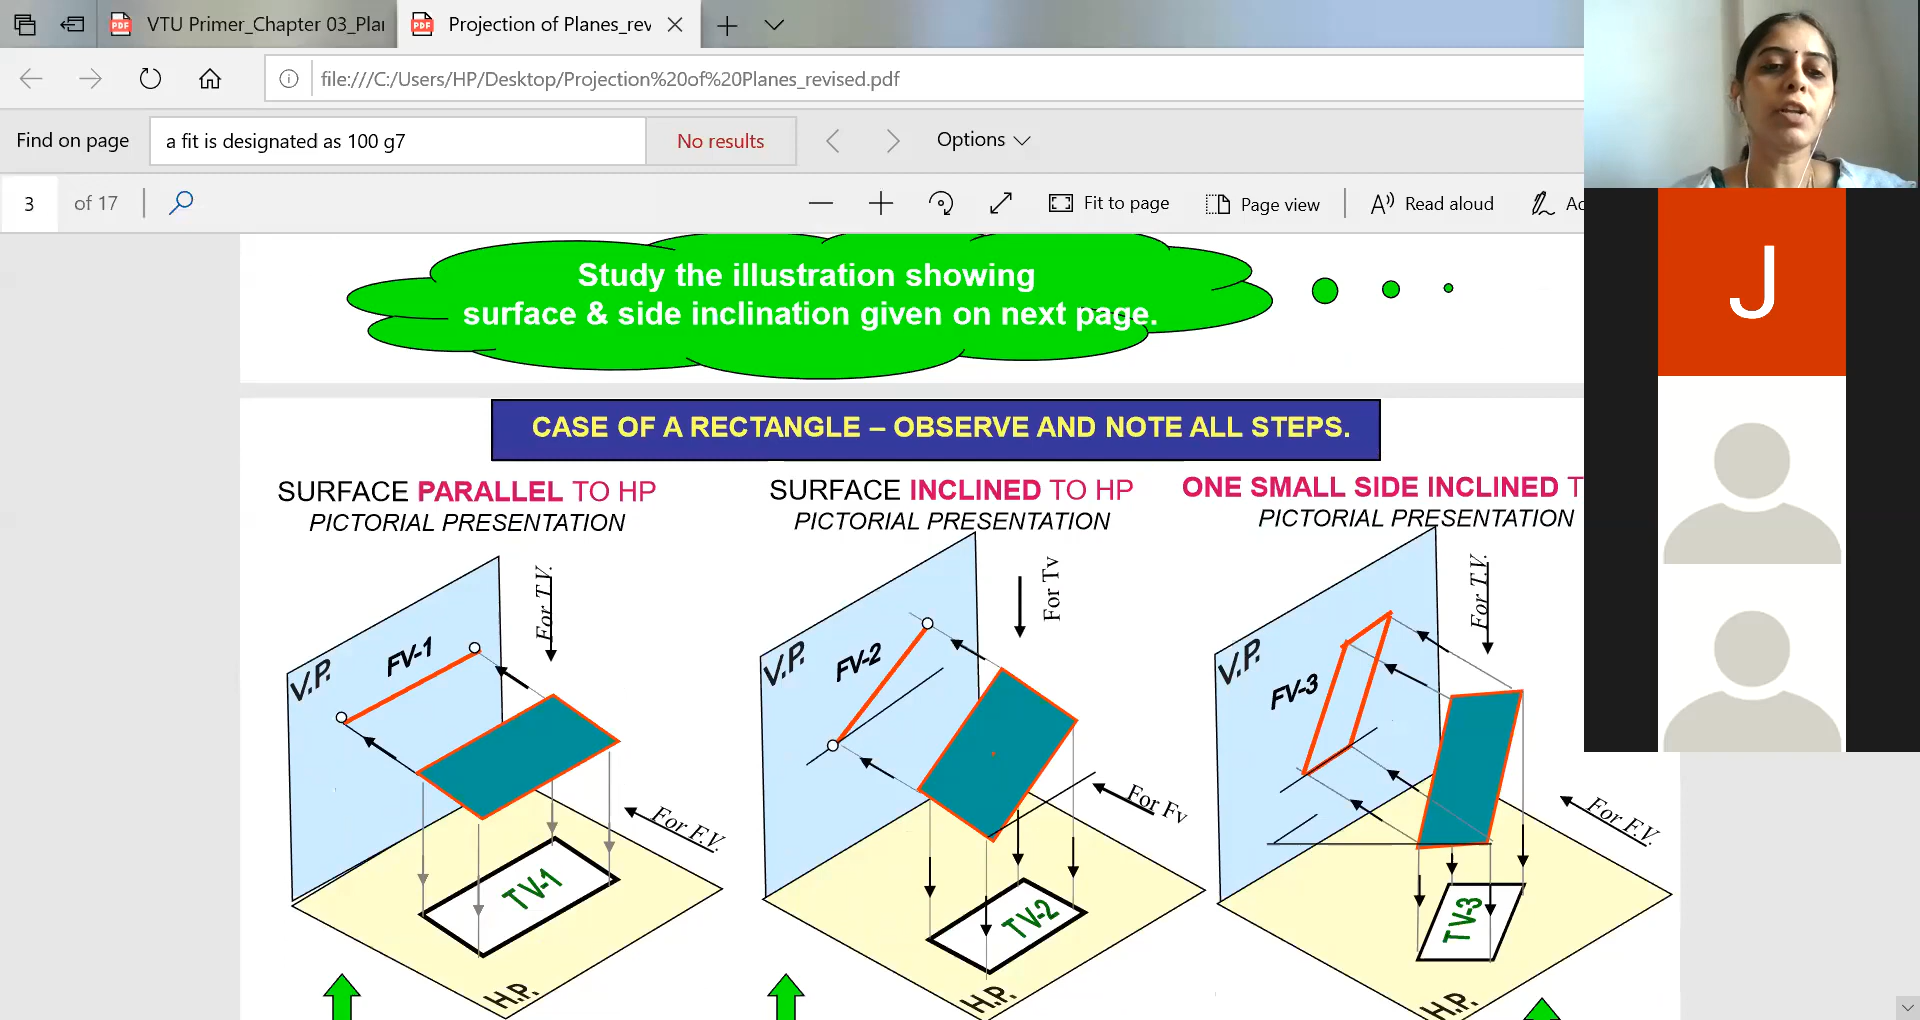 VTU Primer_Chapter 03_Plar
Projection of Planes_rev
file:///C:/Users/HP/Desktop/Projection%20of%20Planes_revised.pdf
Find on page
a fit is designated as 100 g7
No results
Options
3 of 17
Fit to page
Page view
Read aloud
Study the illustration showing
surface & side inclination given on next page.
J
CASE OF A RECTANGLE – OBSERVE AND NOTE ALL STEPS.
SURFACE PARALLEL TO HP
PICTORIAL PRESENTATION
SURFACE INCLINED TO HP
PICTORIAL PRESENTATION
ONE SMALL SIDE INCLINED T
PICTORIAL PRESENTATION
V.P.
FV-1
For T.V.
For F.V.
TV-1
H.P.
V.P.
FV-2
For Tv
For Fv
TV-2
H.P.
V.P.
FV-3
For T.V.
For F.V.
TV-3
H.P.